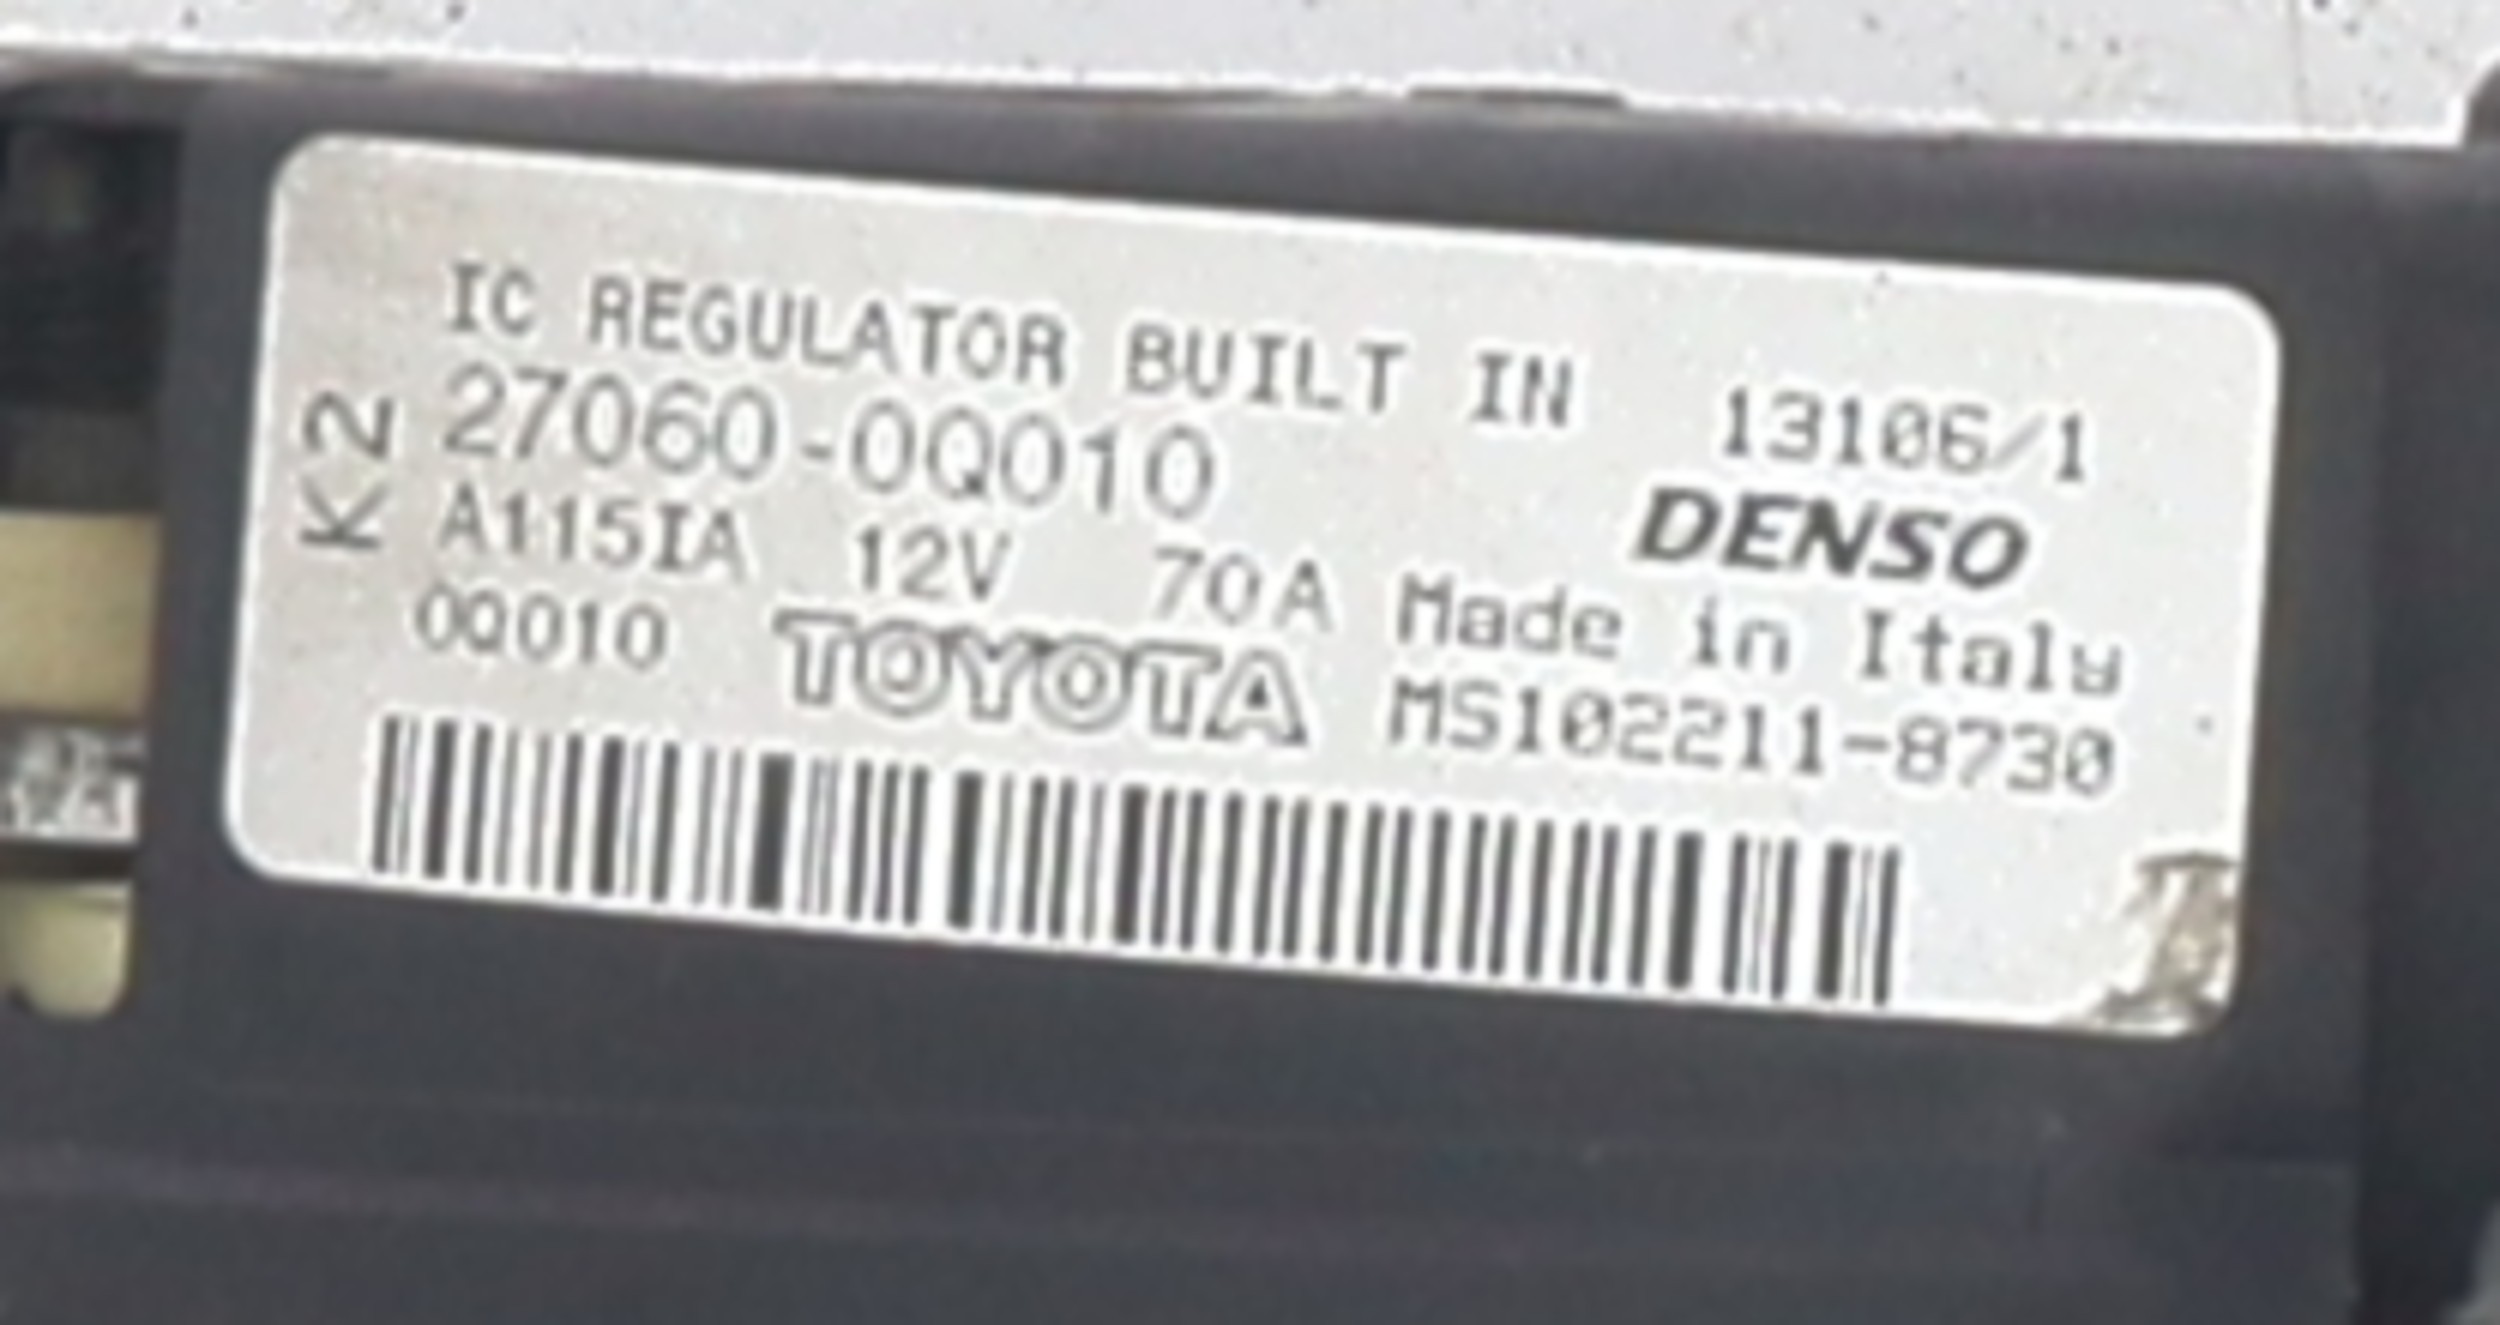 IC REGULATOR BUILT IN
13106/1
K2
27060-0Q010
DENSO
A115IA 12V 70A Made in Italy
0Q010 TOYOTA MS102211-8730